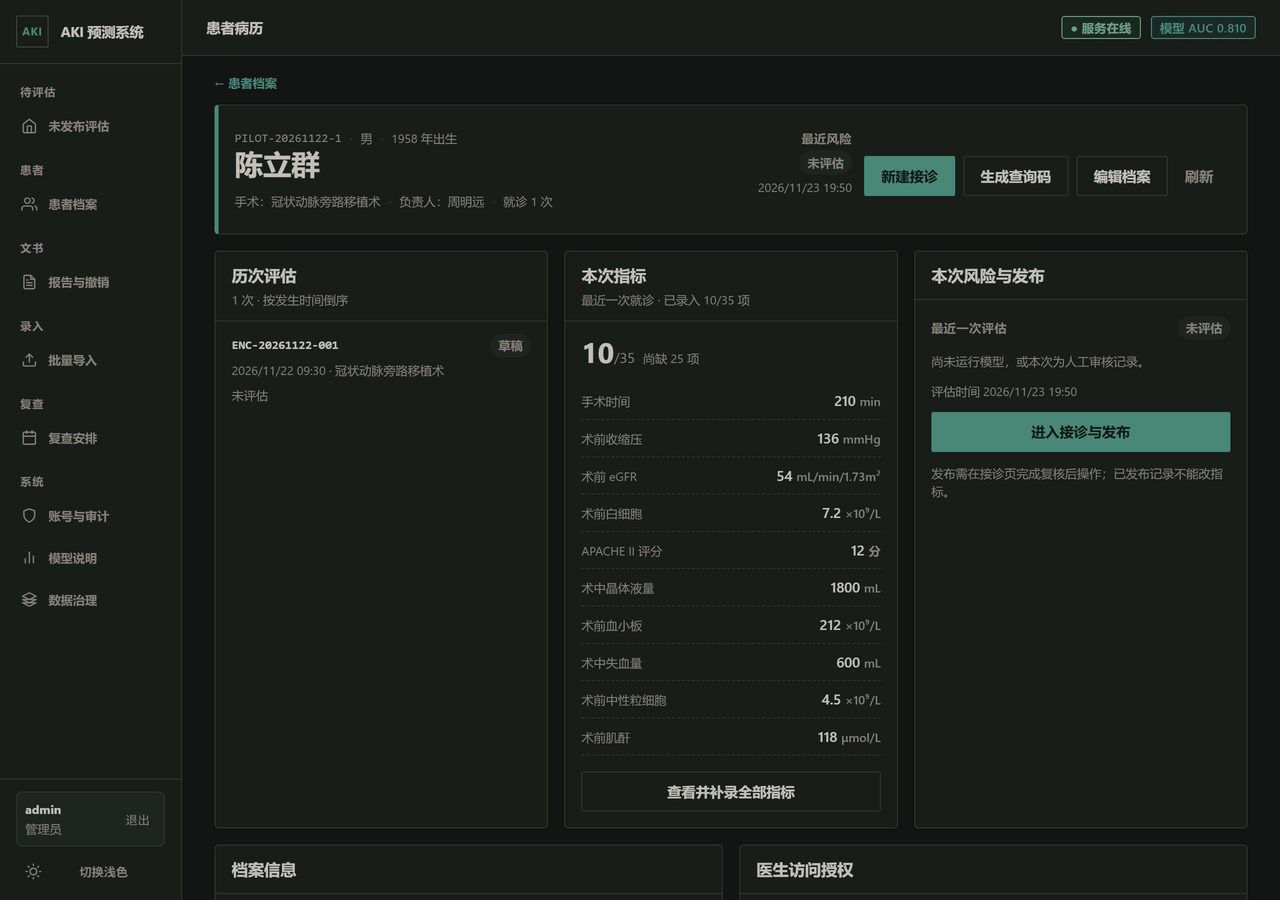 AKI
AKI 预测系统
待评估
未发布评估
患者
患者档案
文书
报告与撤销
录入
批量导入
复查
复查安排
系统
账号与审计
模型说明
数据治理
admin
管理员
退出
切换浅色
患者病历
服务在线
模型 AUC 0.810
← 患者档案
PILOT-20261122-1 · 男 · 1958 年出生
陈立群
手术：冠状动脉旁路移植术 · 负责人：周明远 · 就诊 1 次
最近风险
未评估
2026/11/23 19:50
新建接诊
生成查询码
编辑档案
刷新
历次评估
1 次 · 按发生时间倒序
ENC-20261122-001
草稿
2026/11/22 09:30 · 冠状动脉旁路移植术
未评估
本次指标
最近一次就诊 · 已录入 10/35 项
10/35 尚缺 25 项
手术时间 210 min
术前收缩压 136 mmHg
术前 eGFR 54 mL/min/1.73m²
术前白细胞 7.2 ×10⁹/L
APACHE II 评分 12 分
术中晶体液量 1800 mL
术前血小板 212 ×10⁹/L
术中失血量 600 mL
术前中性粒细胞 4.5 ×10⁹/L
术前肌酐 118 μmol/L
查看并补录全部指标
本次风险与发布
最近一次评估
未评估
尚未运行模型，或本次为人工审核记录。
评估时间 2026/11/23 19:50
进入接诊与发布
发布需在接诊页完成复核后操作；已发布记录不能改指
标。
档案信息
医生访问授权